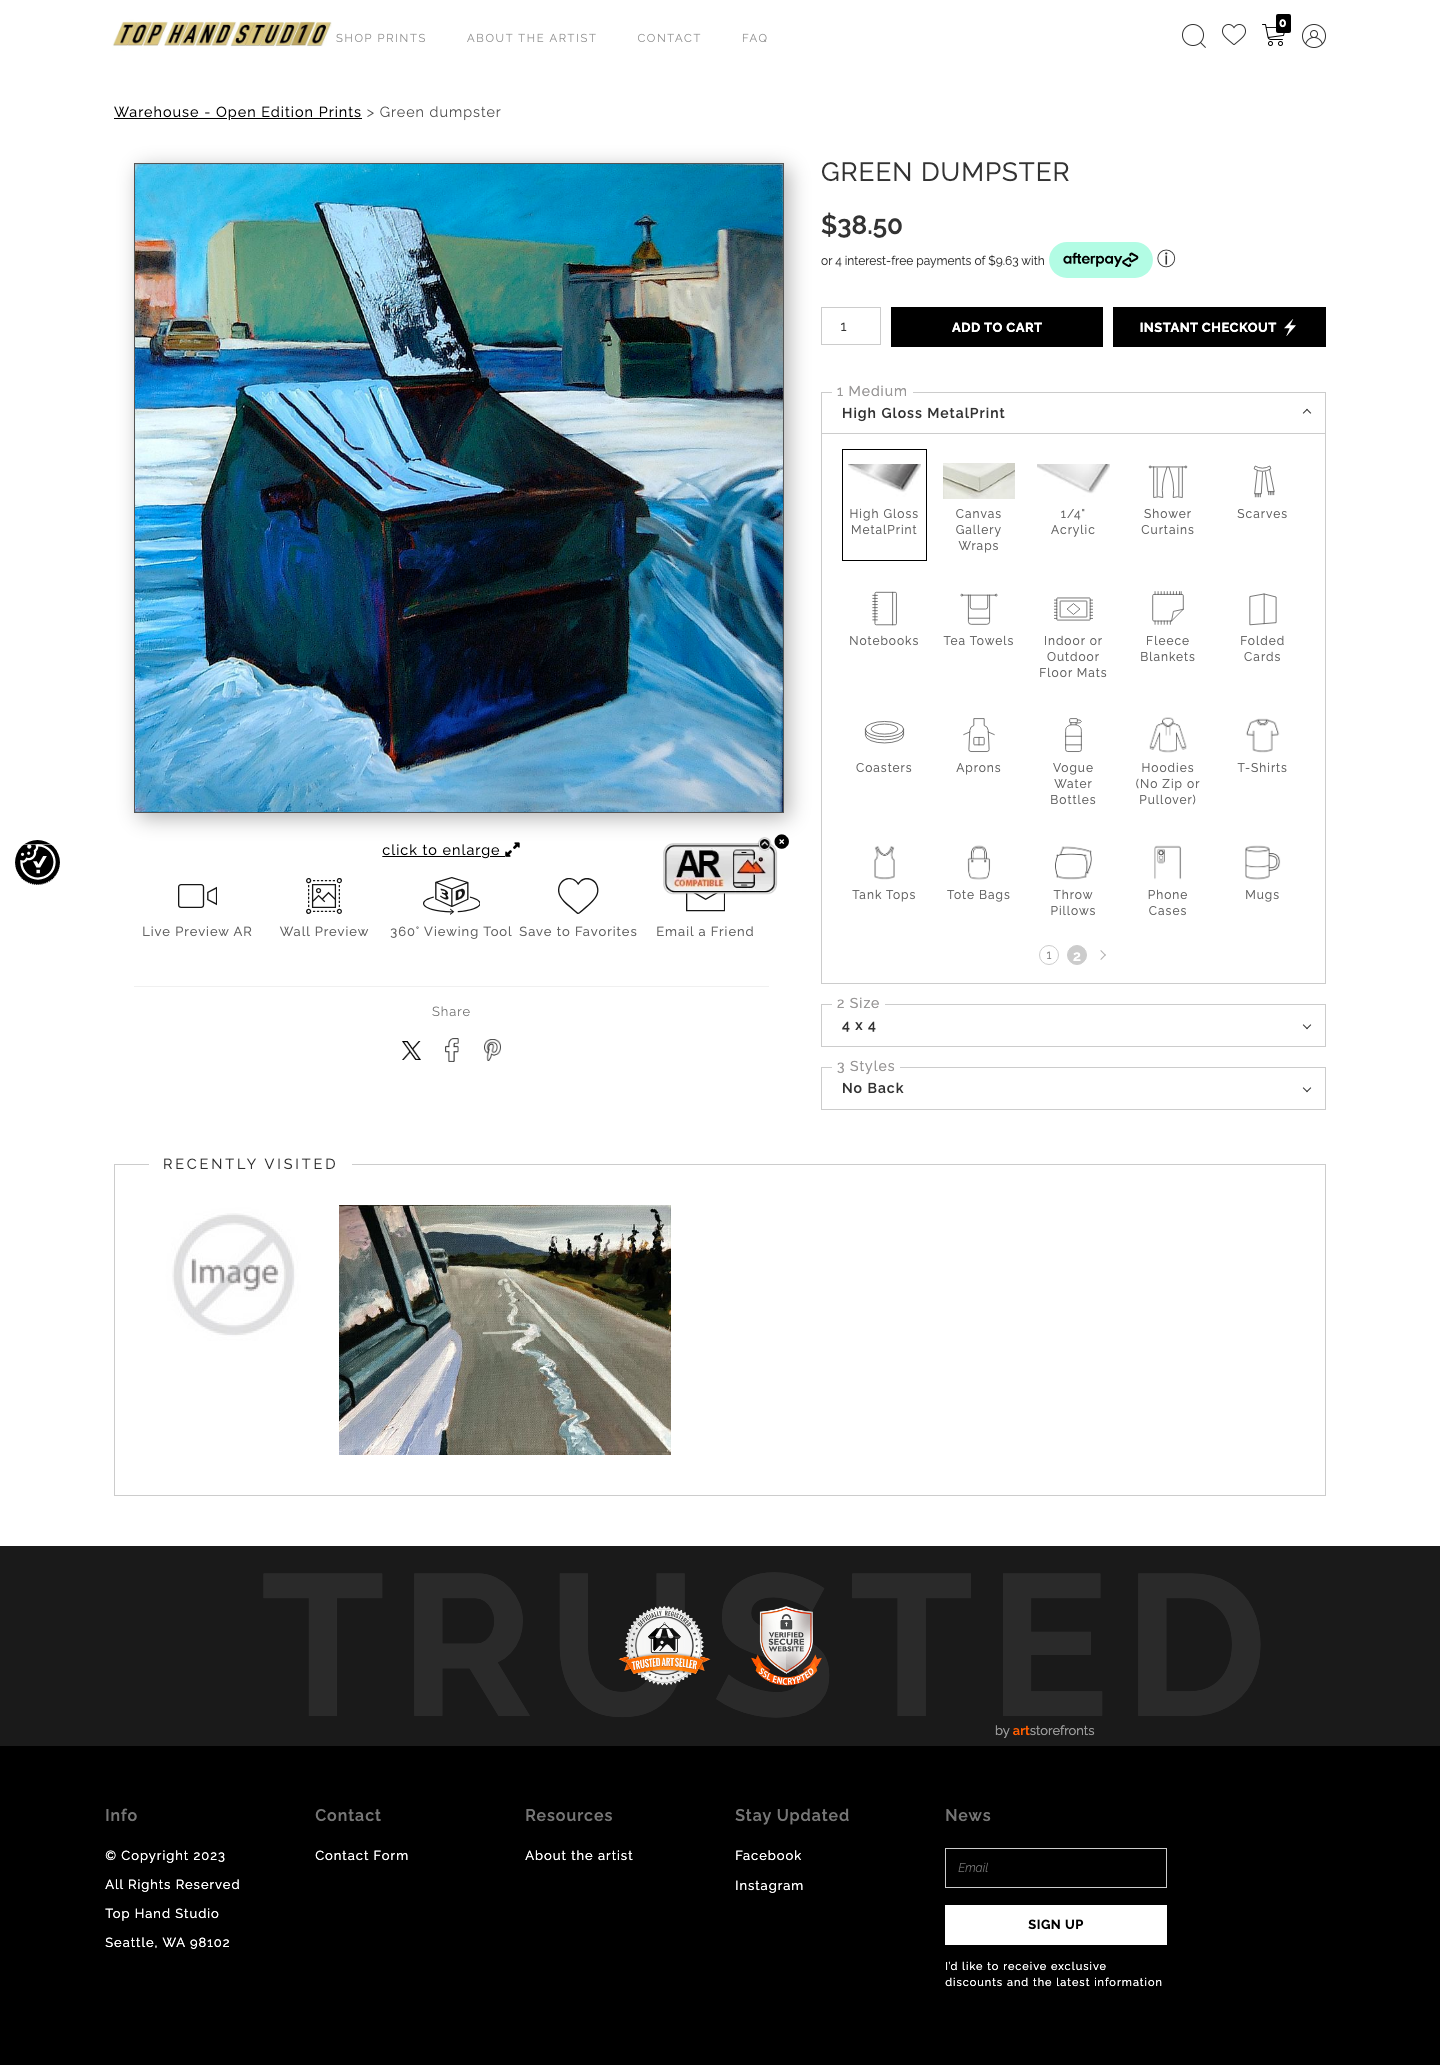 TOP HAND STUD10
SHOP PRINTS
ABOUT THE ARTIST
CONTACT
FAQ
0
Warehouse - Open Edition Prints > Green dumpster
GREEN DUMPSTER
$38.50
or 4 interest-free payments of $9.63 with afterpay
1
ADD TO CART
INSTANT CHECKOUT
1 Medium
High Gloss MetalPrint
High Gloss
MetalPrint
Canvas
Gallery
Wraps
1/4"
Acrylic
Shower
Curtains
Scarves
Notebooks
Tea Towels
Indoor or
Outdoor
Floor Mats
Fleece
Blankets
Folded
Cards
Coasters
Aprons
Vogue
Water
Bottles
Hoodies
(No Zip or
Pullover)
T-Shirts
Tank Tops
Tote Bags
Throw
Pillows
Phone
Cases
Mugs
1
2
2 Size
4 x 4
3 Styles
No Back
click to enlarge
AR
COMPATIBLE
3D
Live Preview AR
Wall Preview
360° Viewing Tool
Save to Favorites
Email a Friend
Share
RECENTLY VISITED
Image
TRUSTED
OFFICIALLY REGISTERED
TRUSTED ART SELLER
VERIFIED
SECURE
WEBSITE
SSL ENCRYPTED
by artstorefronts
Info
© Copyright 2023
All Rights Reserved
Top Hand Studio
Seattle, WA 98102
Contact
Contact Form
Resources
About the artist
Stay Updated
Facebook
Instagram
News
Email
SIGN UP
I'd like to receive exclusive
discounts and the latest information